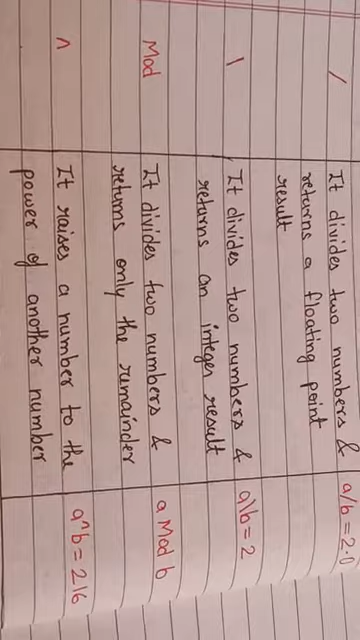 / It divides two numbers & a/b = 2.0
returns a floating point
result
\ It divides two numbers & a\b = 2
returns an integer result
Mod It divides two numbers & a Mod b
returns only the remainder
^ It raises a number to the a^b = 216
power of another number